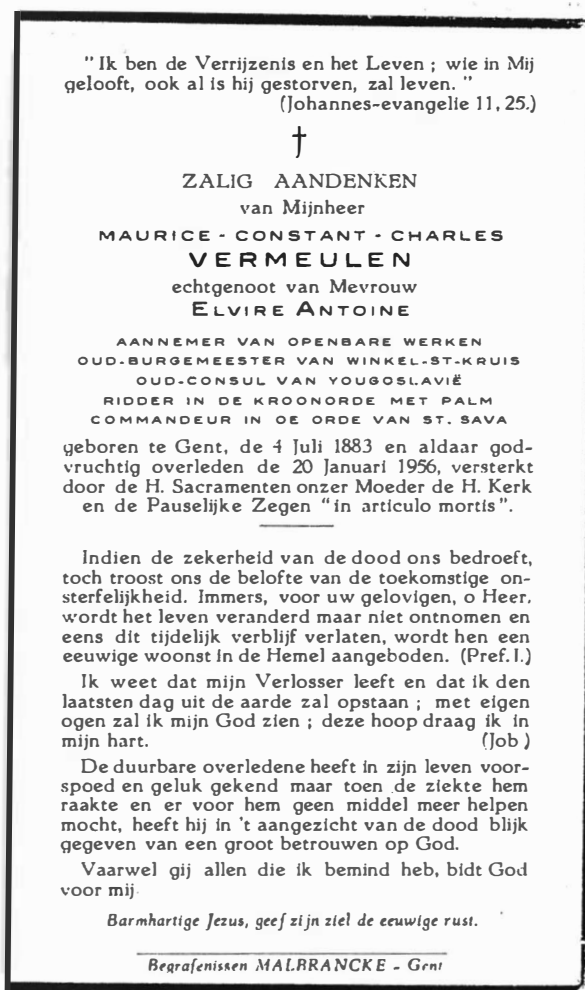 " Ik ben de Verrijzenis en het Leven ; wie in Mij
gelooft, ook al is hij gestorven, zal leven. "
(Johannes-evangelie 11, 25.)
†
ZALIG AANDENKEN
van Mijnheer
MAURICE - CONSTANT - CHARLES
VERMEULEN
echtgenoot van Mevrouw
ELVIRE ANTOINE
AANNEMER VAN OPENBARE WERKEN
OUD-BURGEMEESTER VAN WINKEL-ST-KRUIS
OUD-CONSUL VAN YOUGOSLAVIË
RIDDER IN DE KROONORDE MET PALM
COMMANDEUR IN OE ORDE VAN ST. SAVA
geboren te Gent, de 4 Juli 1883 en aldaar god-
vruchtig overleden de 20 Januari 1956, versterkt
door de H. Sacramenten onzer Moeder de H. Kerk
en de Pauselijke Zegen "in articulo mortis".
Indien de zekerheid van de dood ons bedroeft,
toch troost ons de belofte van de toekomstige on-
sterfelijkheid. Immers, voor uw gelovigen, o Heer,
wordt het leven veranderd maar niet ontnomen en
eens dit tijdelijk verblijf verlaten, wordt hen een
eeuwige woonst in de Hemel aangeboden. (Pref. I.)
Ik weet dat mijn Verlosser leeft en dat ik den
laatsten dag uit de aarde zal opstaan ; met eigen
ogen zal ik mijn God zien ; deze hoop draag ik in
mijn hart. (Job )
De duurbare overledene heeft in zijn leven voor-
spoed en geluk gekend maar toen de ziekte hem
raakte en er voor hem geen middel meer helpen
mocht, heeft hij in 't aangezicht van de dood blijk
gegeven van een groot betrouwen op God.
Vaarwel gij allen die ik bemind heb, bidt God
voor mij.
Barmhartige Jezus, geef zijn ziel de eeuwige rust.
Begrafenissen MALBRANCKE - Gent